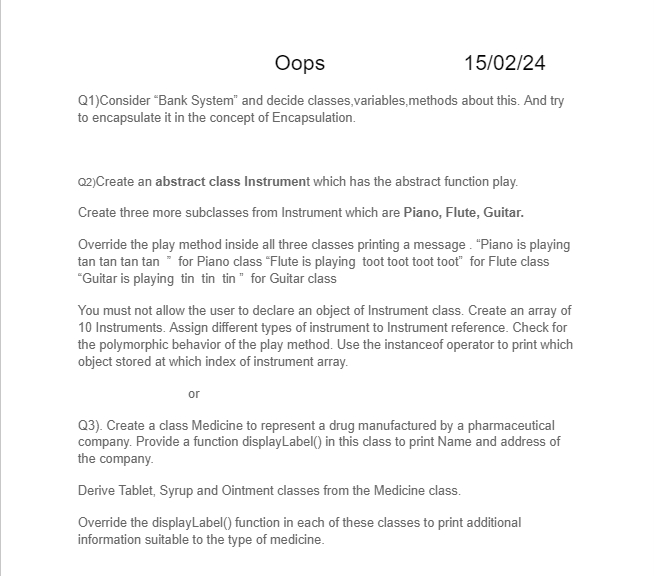 Oops 15/02/24
Q1)Consider “Bank System” and decide classes,variables,methods about this. And try
to encapsulate it in the concept of Encapsulation.
Q2)Create an abstract class Instrument which has the abstract function play.
Create three more subclasses from Instrument which are Piano, Flute, Guitar.
Override the play method inside all three classes printing a message . “Piano is playing
tan tan tan tan ” for Piano class “Flute is playing toot toot toot toot” for Flute class
“Guitar is playing tin tin tin ” for Guitar class
You must not allow the user to declare an object of Instrument class. Create an array of
10 Instruments. Assign different types of instrument to Instrument reference. Check for
the polymorphic behavior of the play method. Use the instanceof operator to print which
object stored at which index of instrument array.
or
Q3). Create a class Medicine to represent a drug manufactured by a pharmaceutical
company. Provide a function displayLabel() in this class to print Name and address of
the company.
Derive Tablet, Syrup and Ointment classes from the Medicine class.
Override the displayLabel() function in each of these classes to print additional
information suitable to the type of medicine.